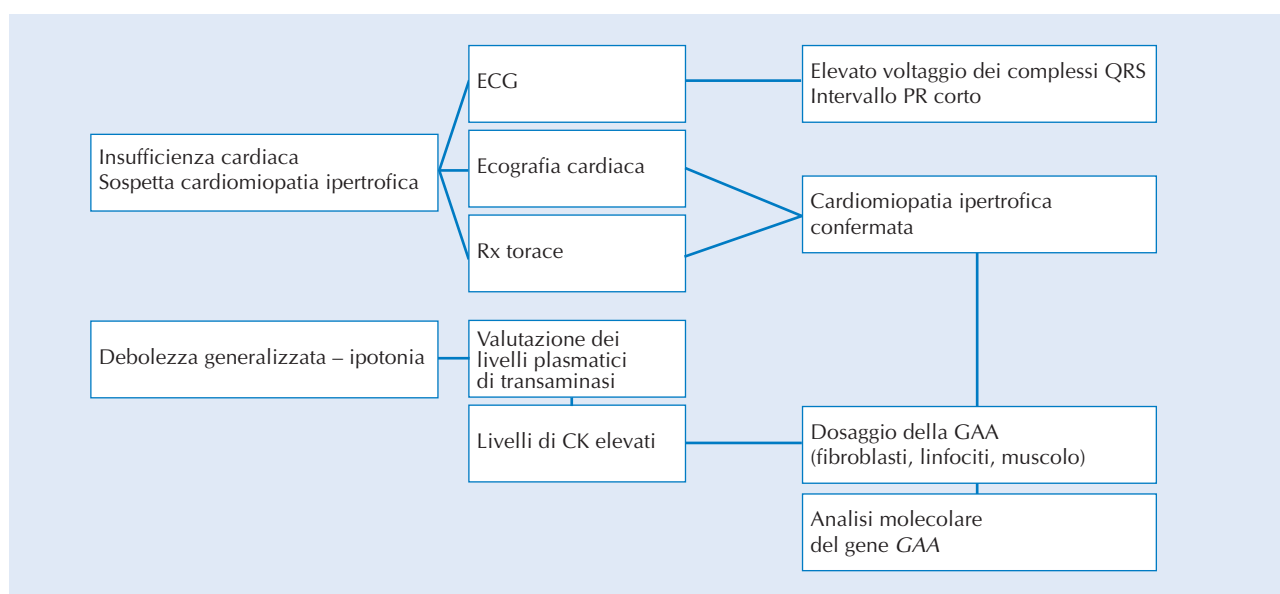 Insufficienza cardiaca
Sospetta cardiomiopatia ipertrofica
ECG
Ecografia cardiaca
Rx torace
Elevato voltaggio dei complessi QRS
Intervallo PR corto
Cardiomiopatia ipertrofica
confermata
Debolezza generalizzata – ipotonia
Valutazione dei
livelli plasmatici
di transaminasi
Livelli di CK elevati
Dosaggio della GAA
(fibroblasti, linfociti, muscolo)
Analisi molecolare
del gene GAA